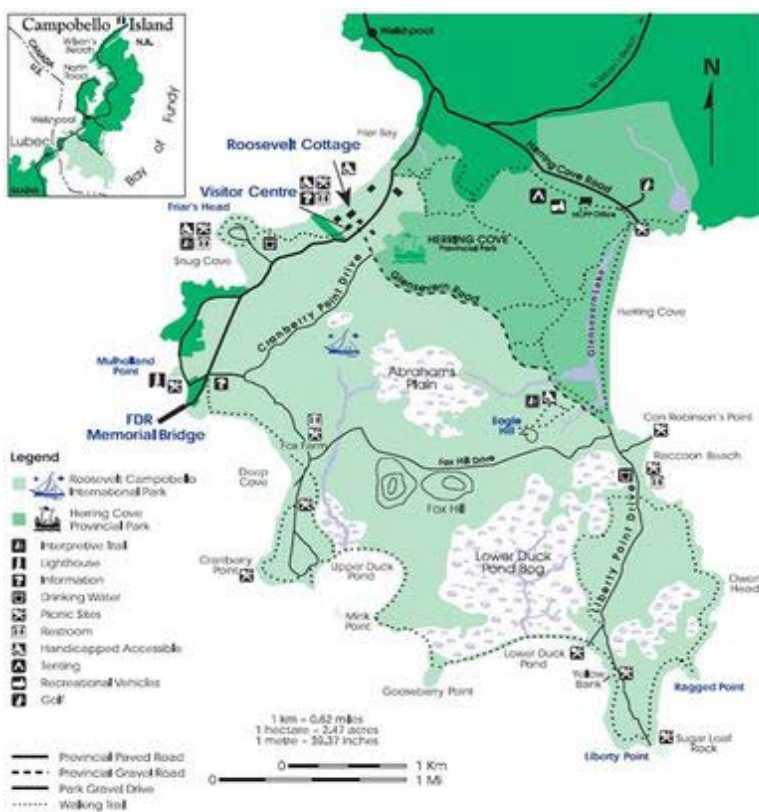 Campobello Island
Wilson's
Beach
N.B.
CANADA
U.S.
North
Road
Welshpool
Lubec
MAINE
Bay of Fundy
Welshpool
N
Friar Bay
Herring Cove Road
Roosevelt Cottage
Visitor Centre
Friar's Head
Snug Cove
HERRING COVE
Provincial Park
HCPP Office
Cranberry Point Drive
Glensevern Road
Glensevern Lake
Herring Cove
Mulholland
Point
FDR
Memorial Bridge
Abraham's
Plain
Eagle
Hill
Con Robinson's Point
Raccoon Beach
Fox Farm
Fox Hill Drive
Fox Hill
Deep
Cove
Cranberry
Point
Upper Duck
Pond
Mink
Point
Lower Duck
Pond Bog
Liberty Point Drive
Owen
Head
Gooseberry Point
Lower Duck
Pond
Yellow
Bank
Ragged Point
Liberty Point
Sugar Loaf
Rock
Legend
Roosevelt Campobello
International Park
Herring Cove
Provincial Park
Interpretive Trail
Lighthouse
Information
Drinking Water
Picnic Sites
Restroom
Handicapped Accessible
Tenting
Recreational Vehicles
Golf
Provincial Paved Road
Provincial Gravel Road
Park Gravel Drive
Walking Trail
1 km = 0.62 miles
1 hectare = 2.47 acres
1 metre = 39.37 inches
0 1 Km
0 1 Mi